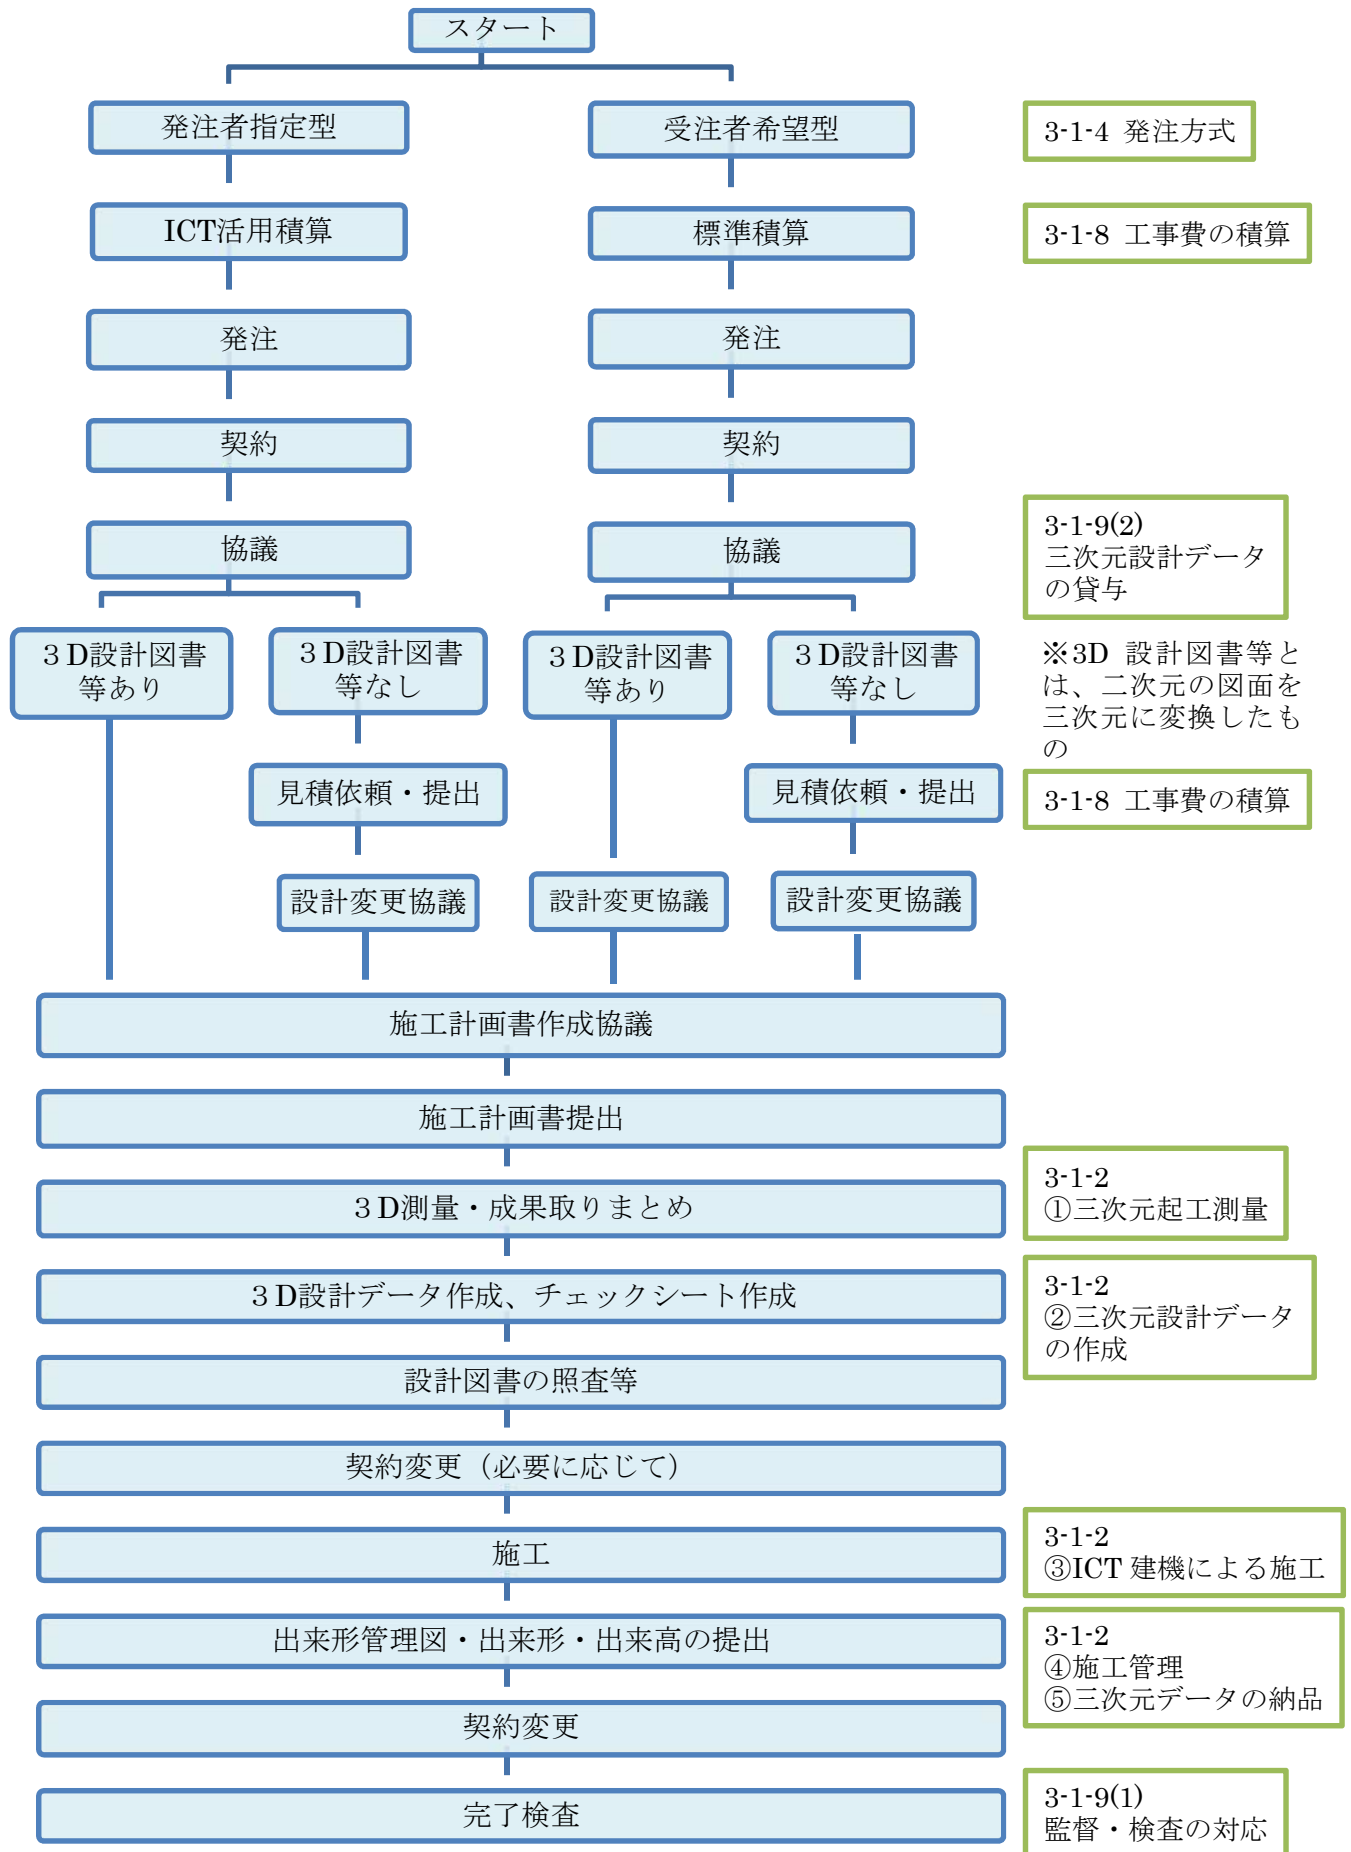 スタート
発注者指定型
受注者希望型
3-1-4 発注方式
ICT活用積算
標準積算
3-1-8 工事費の積算
発注
発注
契約
契約
協議
協議
3-1-9(2)
三次元設計データ
の貸与
３D設計図書
等あり
３D設計図書
等なし
３D設計図書
等あり
３D設計図書
等なし
※3D 設計図書等と
は、二次元の図面を
三次元に変換したも
の
見積依頼・提出
見積依頼・提出
3-1-8 工事費の積算
設計変更協議
設計変更協議
設計変更協議
施工計画書作成協議
施工計画書提出
３D測量・成果取りまとめ
3-1-2
①三次元起工測量
３D設計データ作成、チェックシート作成
3-1-2
②三次元設計データ
の作成
設計図書の照査等
契約変更（必要に応じて）
施工
3-1-2
③ICT 建機による施工
出来形管理図・出来形・出来高の提出
3-1-2
④施工管理
⑤三次元データの納品
契約変更
完了検査
3-1-9(1)
監督・検査の対応